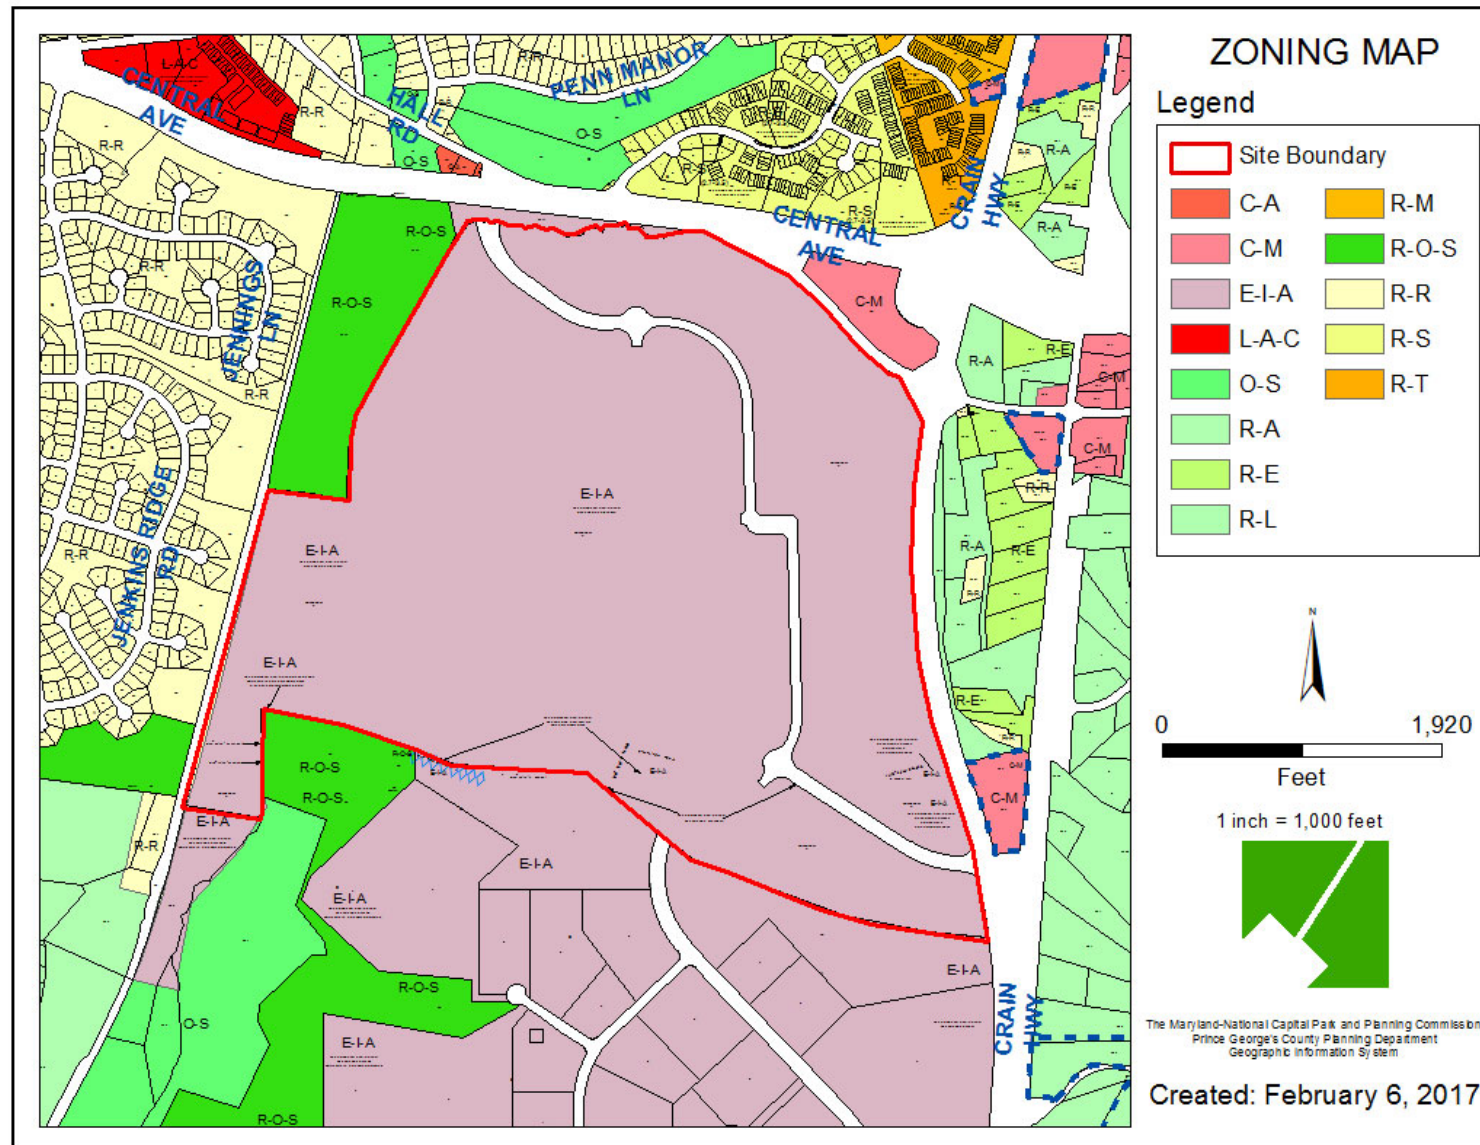 ZONING MAP
Legend
Site Boundary
C-A
C-M
E-I-A
L-A-C
O-S
R-A
R-E
R-L
R-M
R-O-S
R-R
R-S
R-T
N
0 1,920
Feet
1 inch = 1,000 feet
The Maryland-National Capital Park and Planning Commission
Prince George's County Planning Department
Geographic Information System
Created: February 6, 2017
L-A-C
CENTRAL
AVE
HALL
RD
PENN MANOR
LN
R-R
R-R
R-R
O-S
O-S
R-S
R-S
CENTRAL
AVE
CRAIN
HWY
R-A
R-E
R-A
R-O-S
R-O-S
R-R
JENNINGS
LN
R-R
C-M
R-A
R-E
C-M
C-M
R-R
R-A
R-E
R-R
JENKINS RIDGE
RD
R-R
E-I-A
E-I-A
E-I-A
R-E
R-R
R-O-S
R-O-S
R-O-S
E-I-A
E-I-A
E-I-A
E-I-A
C-M
C-M
E-I-A
R-R
E-I-A
E-I-A
E-I-A
R-O-S
O-S
E-I-A
R-O-S
CRAIN
HWY